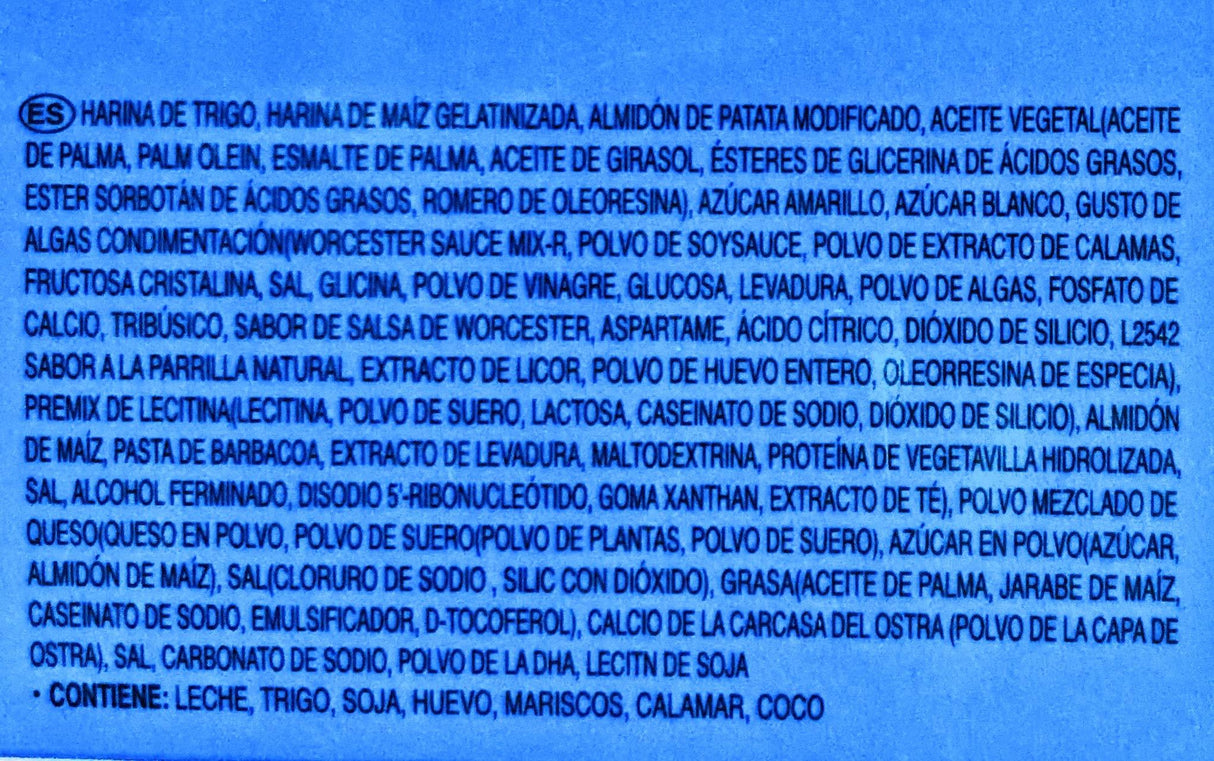 ES HARINA DE TRIGO, HARINA DE MAÍZ GELATINIZADA, ALMIDÓN DE PATATA MODIFICADO, ACEITE VEGETAL(ACEITE
DE PALMA, PALM OLEIN, ESMALTE DE PALMA, ACEITE DE GIRASOL, ÉSTERES DE GLICERINA DE ÁCIDOS GRASOS,
ESTER SORBOTÁN DE ÁCIDOS GRASOS, ROMERO DE OLEORESINA), AZÚCAR AMARILLO, AZÚCAR BLANCO, GUSTO DE
ALGAS CONDIMENTACIÓN(WORCESTER SAUCE MIX-R, POLVO DE SOYSAUCE, POLVO DE EXTRACTO DE CALAMAS,
FRUCTOSA CRISTALINA, SAL, GLICINA, POLVO DE VINAGRE, GLUCOSA, LEVADURA, POLVO DE ALGAS, FOSFATO DE
CALCIO, TRIBÚSICO, SABOR DE SALSA DE WORCESTER, ASPARTAME, ÁCIDO CÍTRICO, DIÓXIDO DE SILICIO, L2542
SABOR A LA PARRILLA NATURAL, EXTRACTO DE LICOR, POLVO DE HUEVO ENTERO, OLEORRESINA DE ESPECIA),
PREMIX DE LECITINA(LECITINA, POLVO DE SUERO, LACTOSA, CASEINATO DE SODIO, DIÓXIDO DE SILICIO), ALMIDÓN
DE MAÍZ, PASTA DE BARBACOA, EXTRACTO DE LEVADURA, MALTODEXTRINA, PROTEÍNA DE VEGETAVILLA HIDROLIZADA,
SAL, ALCOHOL FERMINADO, DISODIO 5'-RIBONUCLEÓTIDO, GOMA XANTHAN, EXTRACTO DE TÉ), POLVO MEZCLADO DE
QUESO(QUESO EN POLVO, POLVO DE SUERO(POLVO DE PLANTAS, POLVO DE SUERO), AZÚCAR EN POLVO(AZÚCAR,
ALMIDÓN DE MAÍZ), SAL(CLORURO DE SODIO , SILIC CON DIÓXIDO), GRASA(ACEITE DE PALMA, JARABE DE MAÍZ,
CASEINATO DE SODIO, EMULSIFICADOR, D-TOCOFEROL), CALCIO DE LA CARCASA DEL OSTRA (POLVO DE LA CAPA DE
OSTRA), SAL, CARBONATO DE SODIO, POLVO DE LA DHA, LECITN DE SOJA
• CONTIENE: LECHE, TRIGO, SOJA, HUEVO, MARISCOS, CALAMAR, COCO